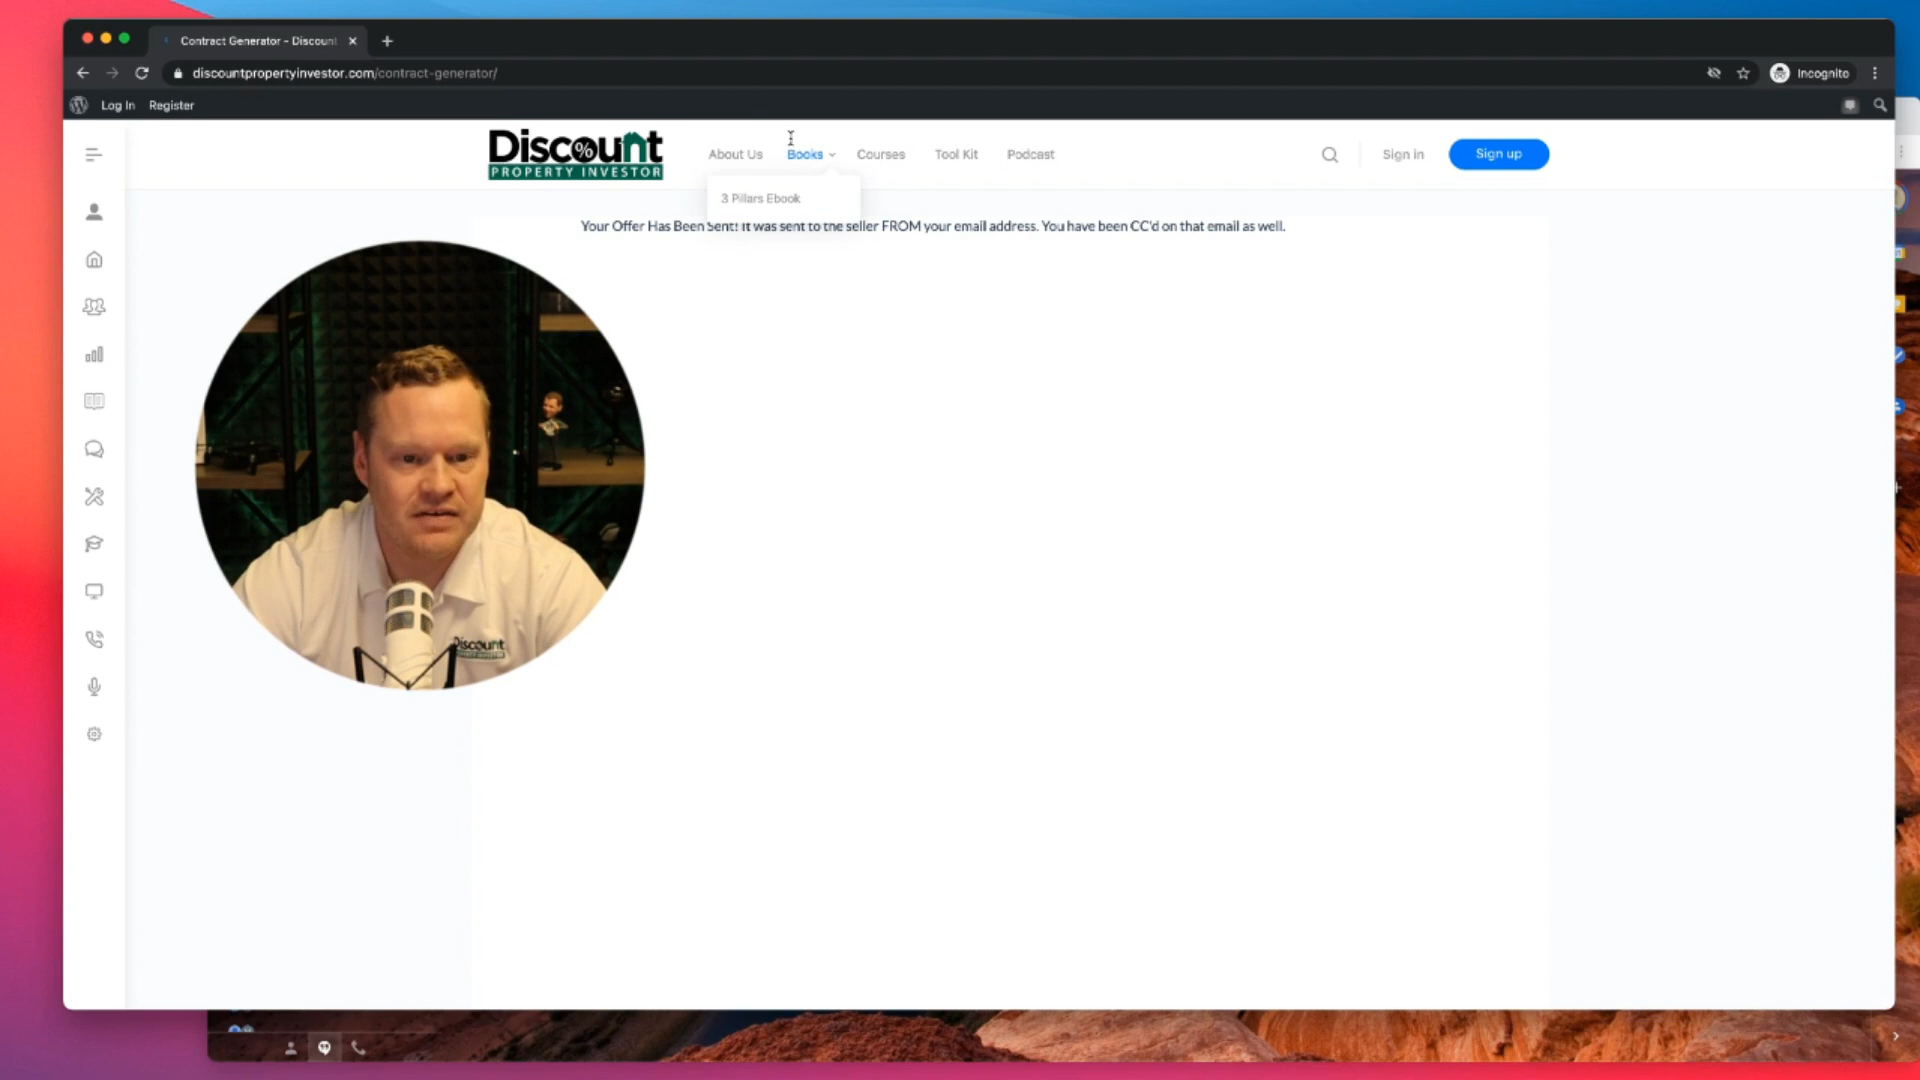 Contract Generator - Discount
discountpropertyinvestor.com/contract-generator/
Incognito
Log In Register
Discount
PROPERTY INVESTOR
About Us Books Courses Tool Kit Podcast
Sign in Sign up
3 Pillars Ebook
Your Offer Has Been Sent! It was sent to the seller FROM your email address. You have been CC'd on that email as well.
Discount